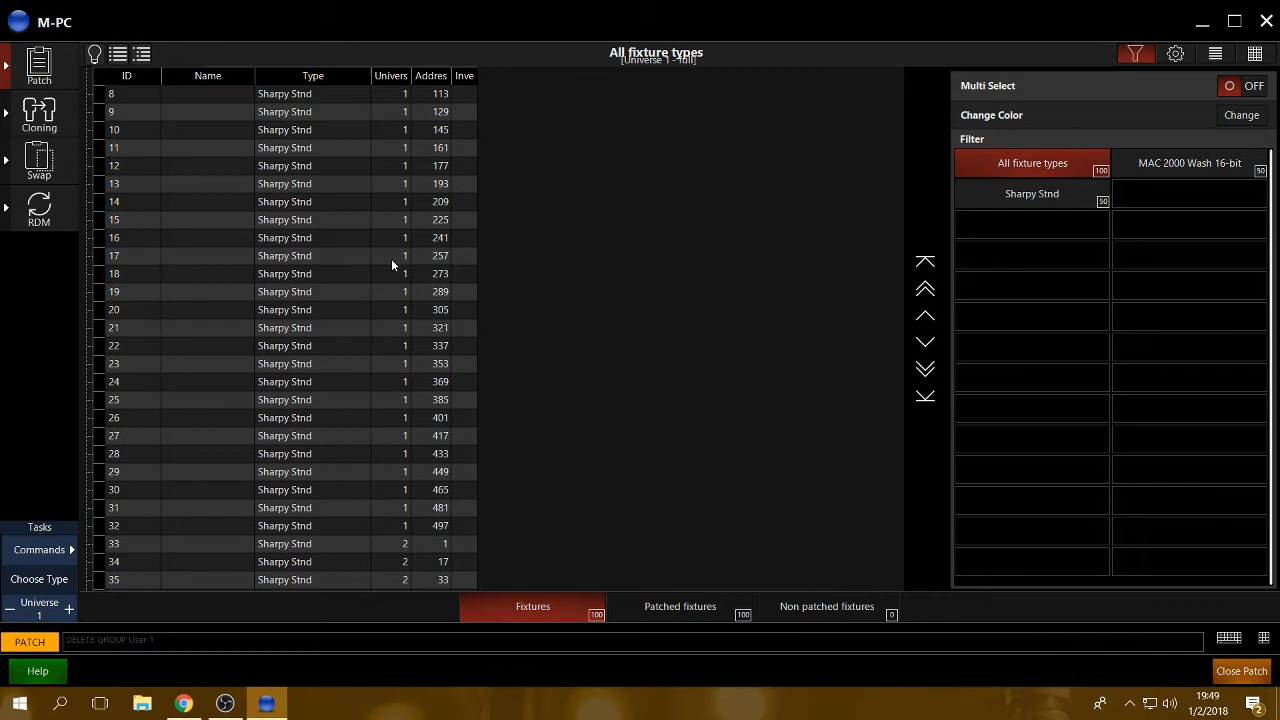 M-PC
All fixture types
[Universe 1 - full]
Patch
Cloning
Swap
RDM
ID Name Type Univers Addres Inve
8 Sharpy Stnd 1 113
9 Sharpy Stnd 1 129
10 Sharpy Stnd 1 145
11 Sharpy Stnd 1 161
12 Sharpy Stnd 1 177
13 Sharpy Stnd 1 193
14 Sharpy Stnd 1 209
15 Sharpy Stnd 1 225
16 Sharpy Stnd 1 241
17 Sharpy Stnd 1 257
18 Sharpy Stnd 1 273
19 Sharpy Stnd 1 289
20 Sharpy Stnd 1 305
21 Sharpy Stnd 1 321
22 Sharpy Stnd 1 337
23 Sharpy Stnd 1 353
24 Sharpy Stnd 1 369
25 Sharpy Stnd 1 385
26 Sharpy Stnd 1 401
27 Sharpy Stnd 1 417
28 Sharpy Stnd 1 433
29 Sharpy Stnd 1 449
30 Sharpy Stnd 1 465
31 Sharpy Stnd 1 481
32 Sharpy Stnd 1 497
33 Sharpy Stnd 2 1
34 Sharpy Stnd 2 17
35 Sharpy Stnd 2 33
Multi Select OFF
Change Color Change
Filter
All fixture types 100 MAC 2000 Wash 16-bit 50
Sharpy Stnd 50
Tasks
Commands
Choose Type
Universe
1
Fixtures 100 Patched fixtures 100 Non patched fixtures 0
PATCH DELETE GROUP User 1
Help Close Patch
19:49
1/2/2018
2